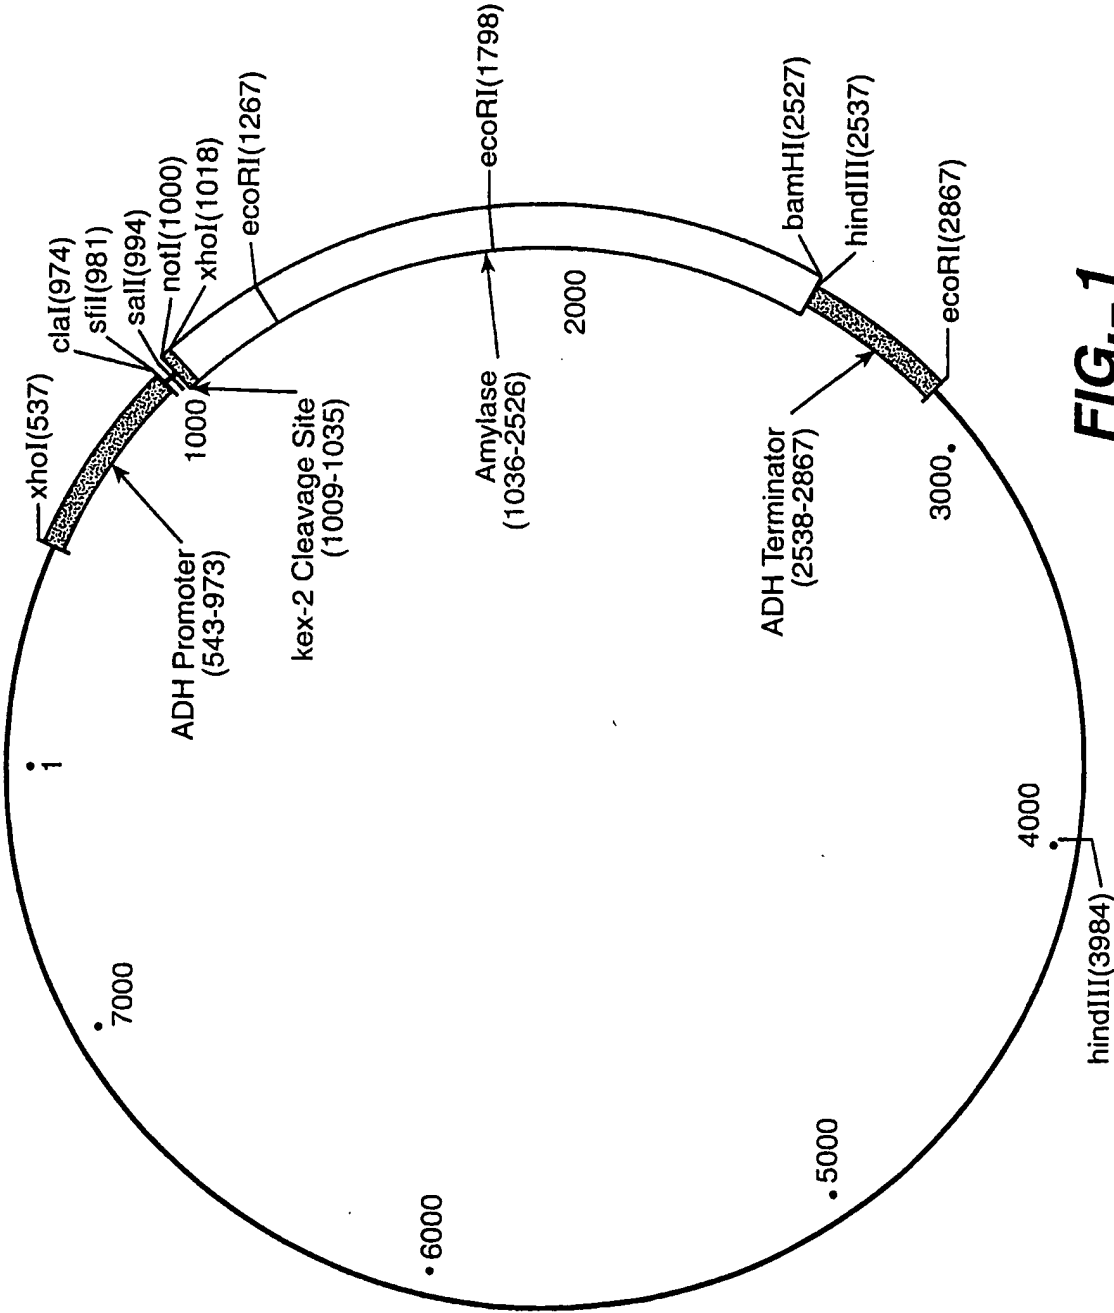 1
xhoI(537)
claI(974)
sfiI(981)
salI(994)
notI(1000)
xhoI(1018)
ecoRI(1267)
ecoRI(1798)
bamHI(2527)
hindIII(2537)
ecoRI(2867)
hindIII(3984)
ADH Promoter
(543-973)
1000
kex-2 Cleavage Site
(1009-1035)
Amylase
(1036-2526)
2000
ADH Terminator
(2538-2867)
3000
4000
5000
6000
7000
FIG.–1